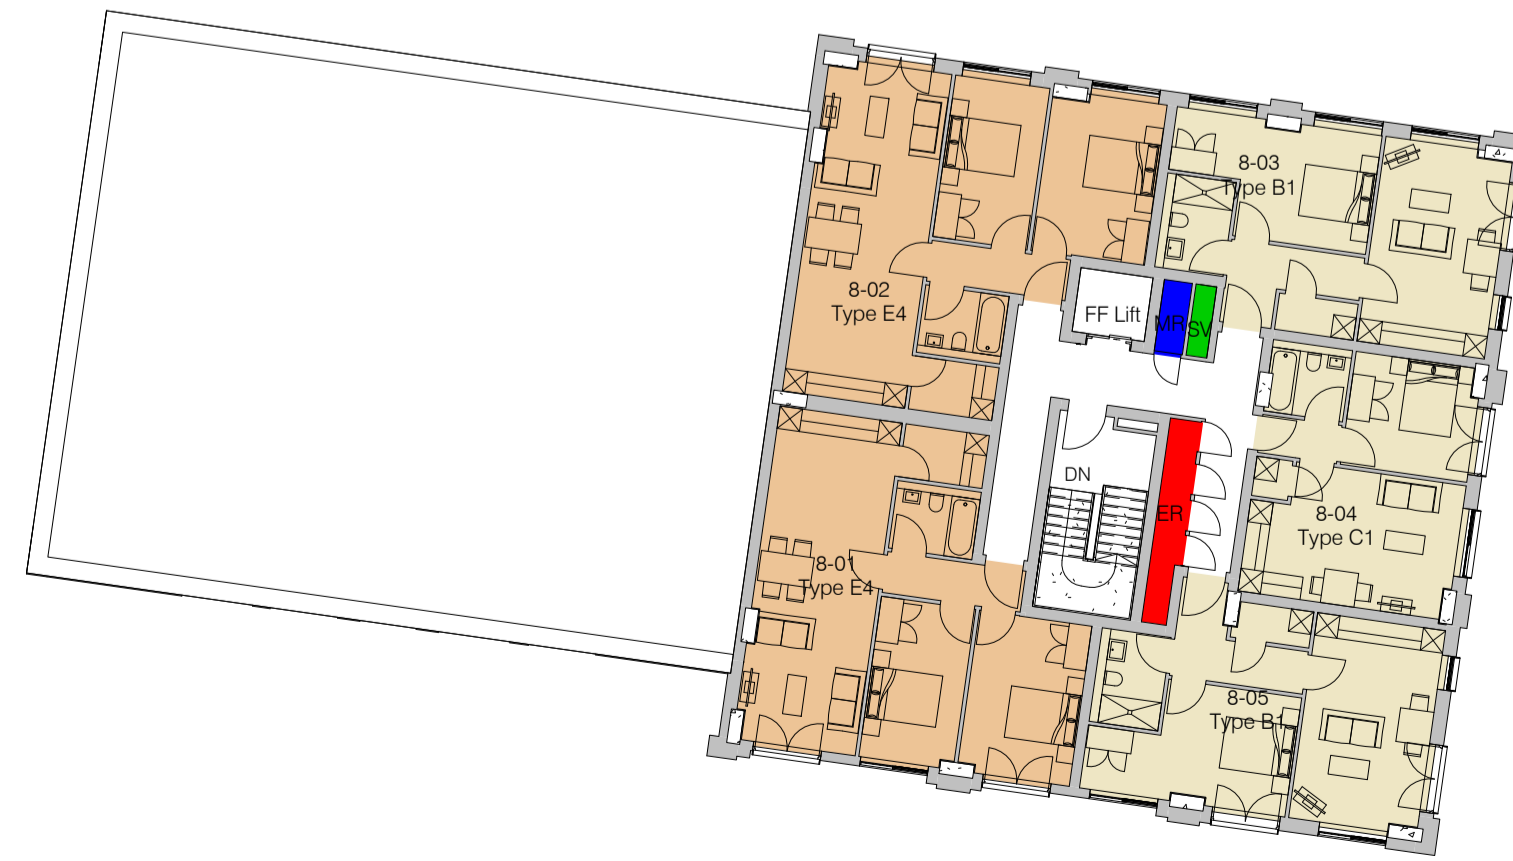 8-03
Type B1
8-02
Type E4
FF Lift
MR
SV
DN
ER
8-04
Type C1
8-01
Type E4
8-05
Type B1